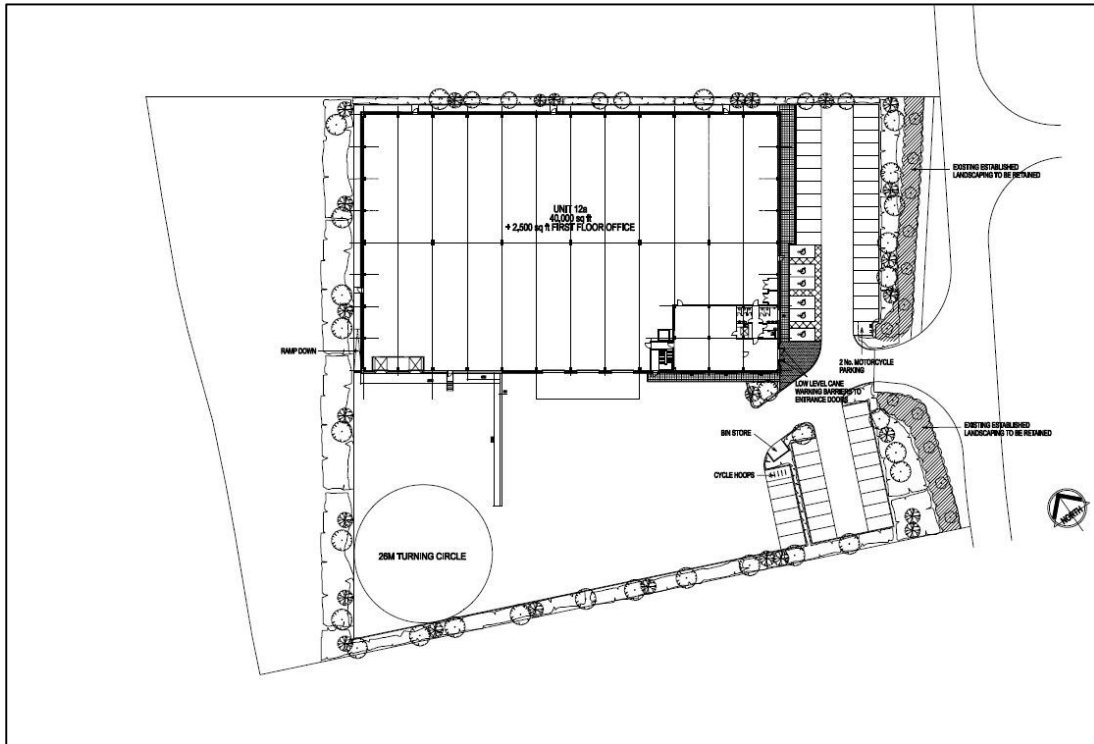 EXISTING ESTABLISHED
LANDSCAPING TO BE RETAINED
UNIT 12a
40,000 sq ft
+ 2,500 sq ft FIRST FLOOR OFFICE
RAMP DOWN
2 No. MOTORCYCLE
PARKING
LOW LEVEL CANE
WARNING BARRIERS TO
ENTRANCE DOORS
EXISTING ESTABLISHED
LANDSCAPING TO BE RETAINED
BIN STORE
CYCLE HOOPS
NORTH
26M TURNING CIRCLE